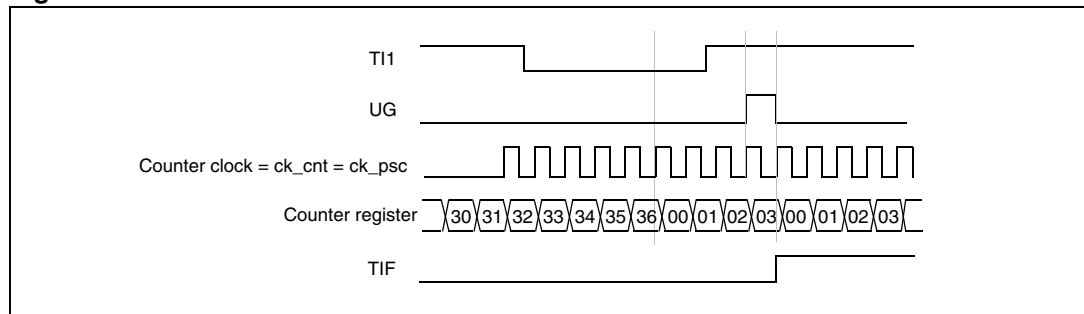 TI1
UG
Counter clock = ck_cnt = ck_psc
Counter register 30 31 32 33 34 35 36 00 01 02 03 00 01 02 03
TIF